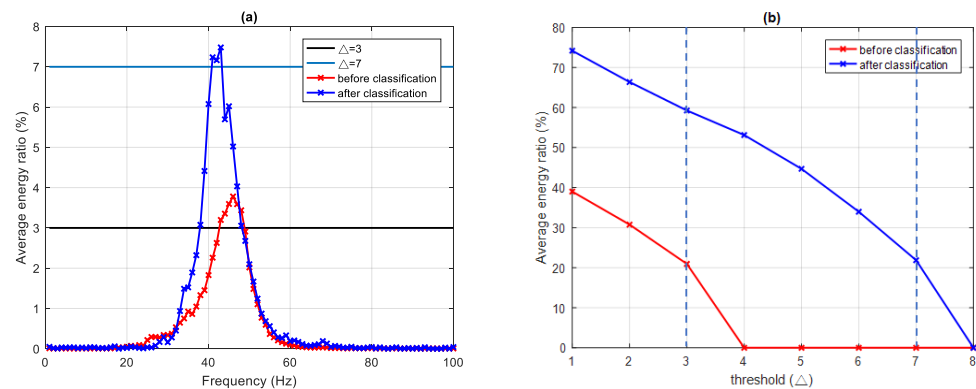 (a)
8
7
6
5
4
3
2
1
0
0 20 40 60 80 100
Average energy ratio (%)
Frequency (Hz)
△=3
△=7
before classification
after classification
(b)
80
70
60
50
40
30
20
10
0
1 2 3 4 5 6 7 8
Average energy ratio (%)
threshold (△)
before classification
after classification